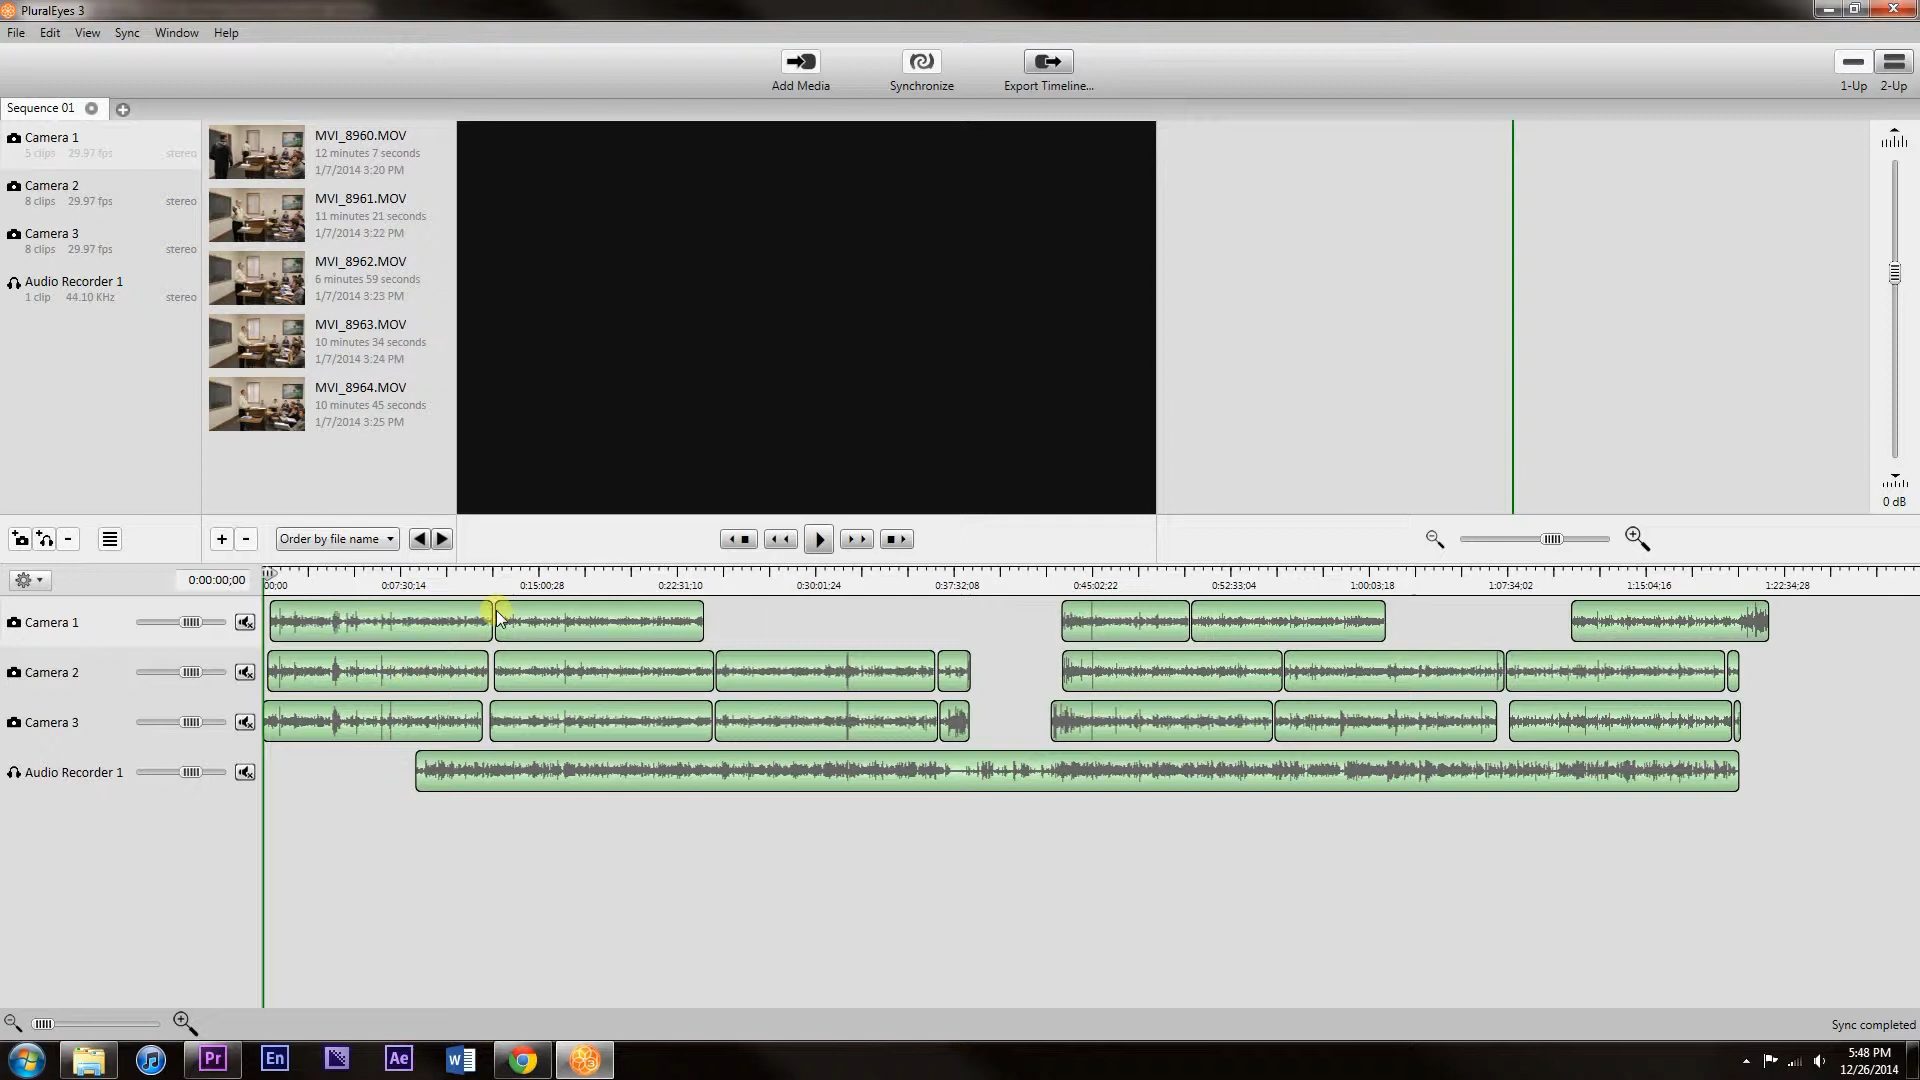 PluralEyes 3
File Edit View Sync Window Help
Add Media Synchronize Export Timeline... 1-Up 2-Up
Sequence 01
Camera 1
5 clips 29.97 fps stereo
Camera 2
8 clips 29.97 fps stereo
Camera 3
8 clips 29.97 fps stereo
Audio Recorder 1
1 clip 44.10 KHz stereo
MVI_8960.MOV
12 minutes 7 seconds
1/7/2014 3:20 PM
MVI_8961.MOV
11 minutes 21 seconds
1/7/2014 3:22 PM
MVI_8962.MOV
6 minutes 59 seconds
1/7/2014 3:23 PM
MVI_8963.MOV
10 minutes 34 seconds
1/7/2014 3:24 PM
MVI_8964.MOV
10 minutes 45 seconds
1/7/2014 3:25 PM
0 dB
Order by file name
0:00:00;00 00:00 0:07:30;14 0:15:00;28 0:22:31;10 0:30:01;24 0:37:32;08 0:45:02;22 0:52:33;04 1:00:03;18 1:07:34;02 1:15:04;16 1:22:34;28
Camera 1
Camera 2
Camera 3
Audio Recorder 1
Sync completed
Pr En Ae W 3
5:48 PM
12/26/2014